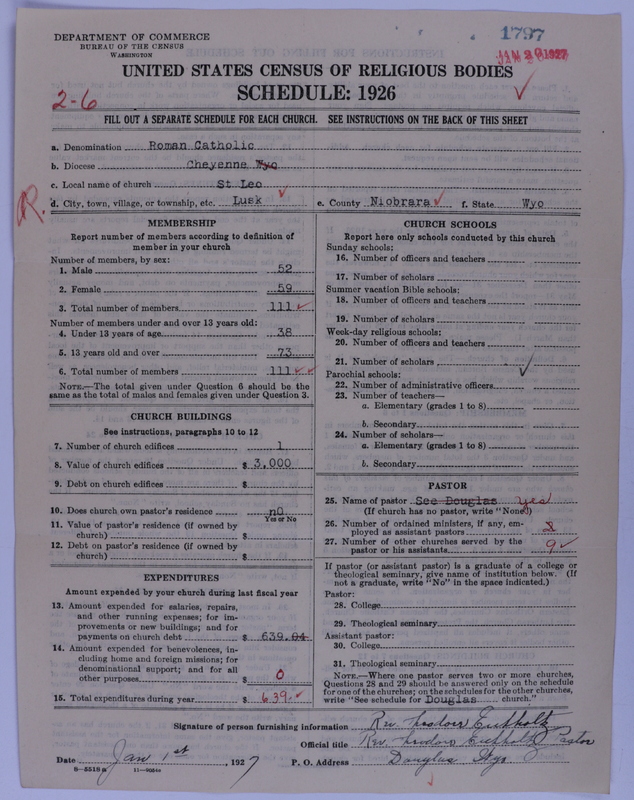 DEPARTMENT OF COMMERCE
BUREAU OF THE CENSUS
WASHINGTON
1797
JAN 20 1927
UNITED STATES CENSUS OF RELIGIOUS BODIES
SCHEDULE: 1926
2-6
FILL OUT A SEPARATE SCHEDULE FOR EACH CHURCH. SEE INSTRUCTIONS ON THE BACK OF THIS SHEET
a. Denomination Roman Catholic
b. Diocese Cheyenne Wyo
c. Local name of church St Leo
d. City, town, village, or township, etc. Lusk e. County Niobrara f. State Wyo
R.
MEMBERSHIP
Report number of members according to definition of
member in your church
Number of members, by sex:
1. Male 52
2. Female 59
3. Total number of members 111
Number of members under and over 13 years old:
4. Under 13 years of age 38
5. 13 years old and over 73
6. Total number of members 111
NOTE.—The total given under Question 6 should be the
same as the total of males and females given under Question 3.
CHURCH BUILDINGS
See instructions, paragraphs 10 to 12
7. Number of church edifices 1
8. Value of church edifices $ 3,000
9. Debt on church edifices $
10. Does church own pastor's residence no
Yes or No
11. Value of pastor's residence (if owned by
church) $
12. Debt on pastor's residence (if owned by
church) $
EXPENDITURES
Amount expended by your church during last fiscal year
13. Amount expended for salaries, repairs,
and other running expenses; for im-
provements or new buildings; and for
payments on church debt $ 639.04
14. Amount expended for benevolences, in-
cluding home and foreign missions; for
denominational support; and for all
other purposes $ 0
15. Total expenditures during year $ 639.
CHURCH SCHOOLS
Report here only schools conducted by this church
Sunday schools:
16. Number of officers and teachers
17. Number of scholars
Summer vacation Bible schools:
18. Number of officers and teachers
19. Number of scholars
Week-day religious schools:
20. Number of officers and teachers
21. Number of scholars
Parochial schools:
22. Number of administrative officers
23. Number of teachers—
a. Elementary (grades 1 to 8)
b. Secondary
24. Number of scholars—
a. Elementary (grades 1 to 8)
b. Secondary
PASTOR
25. Name of pastor See Douglas yes
(If church has no pastor, write "None")
26. Number of ordained ministers, if any, em-
ployed as assistant pastors 2
27. Number of other churches served by the
pastor or his assistants 9
If pastor (or assistant pastor) is a graduate of a college or
theological seminary, give name of institution below. (If
not a graduate, write "No" in the space indicated.)
Pastor:
28. College
29. Theological seminary
Assistant pastor:
30. College
31. Theological seminary
NOTE.—Where one pastor serves two or more churches,
Questions 28 and 29 should be answered only on the schedule
for one of the churches; on the schedules for the other churches,
write "See schedule for Douglas church."
Signature of person furnishing information Rev.
Official title Rev. Pastor
Date Jan 1st, 1927 P. O. Address Douglas Wyo
8—5518a 11—9064a